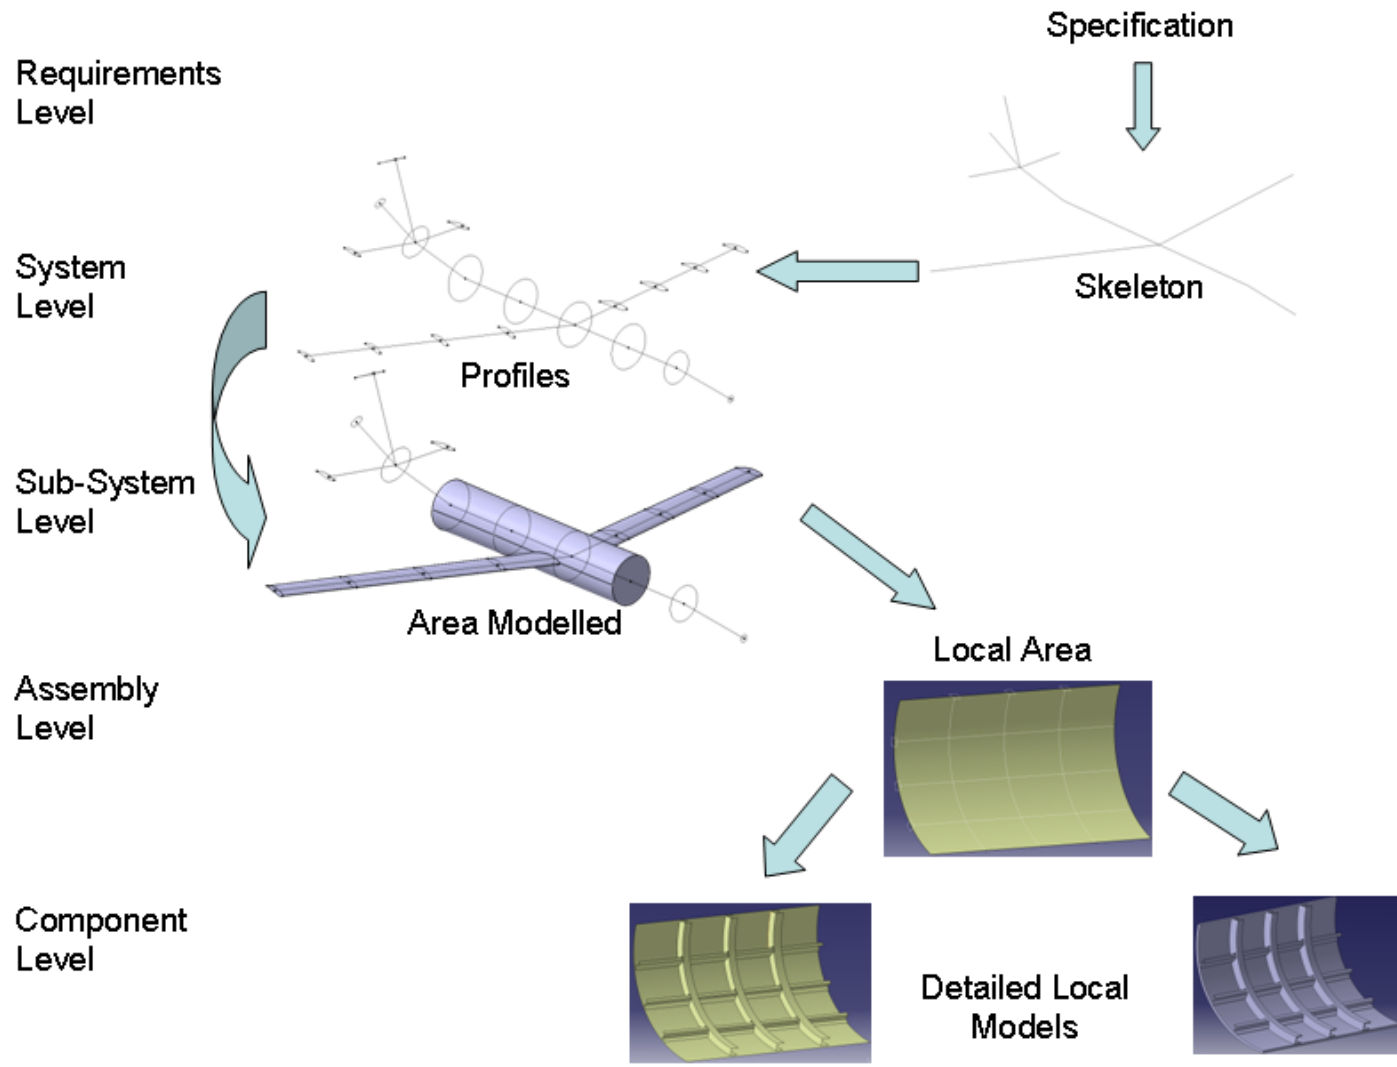 Specification
Requirements
Level
System
Level
Skeleton
Profiles
Sub-System
Level
Area Modelled
Local Area
Assembly
Level
Component
Level
Detailed Local
Models